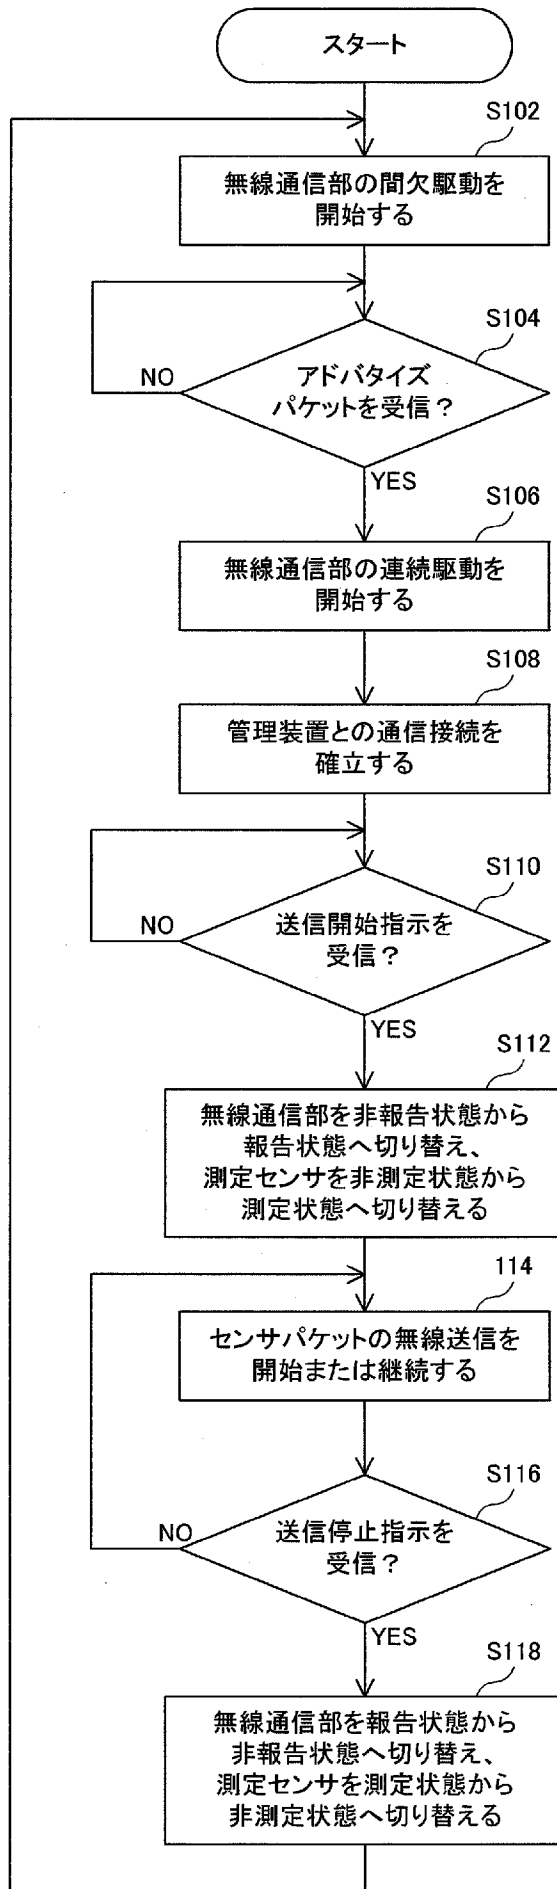 スタート
S102
無線通信部の間欠駆動を
開始する
S104
アドバタイズ
パケットを受信？
NO
YES
S106
無線通信部の連続駆動を
開始する
S108
管理装置との通信接続を
確立する
S110
送信開始指示を
受信？
NO
YES
S112
無線通信部を非報告状態から
報告状態へ切り替え、
測定センサを非測定状態から
測定状態へ切り替える
114
センサパケットの無線送信を
開始または継続する
S116
送信停止指示を
受信？
NO
YES
S118
無線通信部を報告状態から
非報告状態へ切り替え、
測定センサを測定状態から
非測定状態へ切り替える